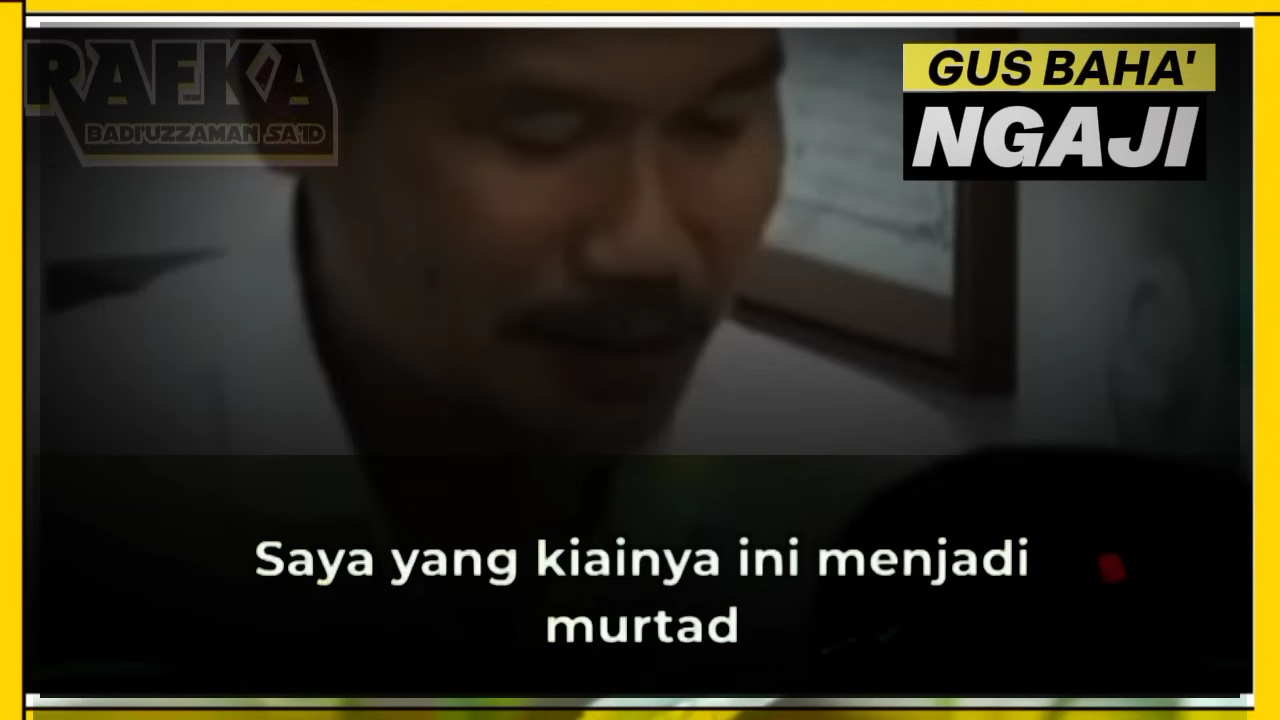 RAFKA
BADI'UZZAMAN SA'ID
GUS BAHA'
NGAJI
Saya yang kiainya ini menjadi
murtad